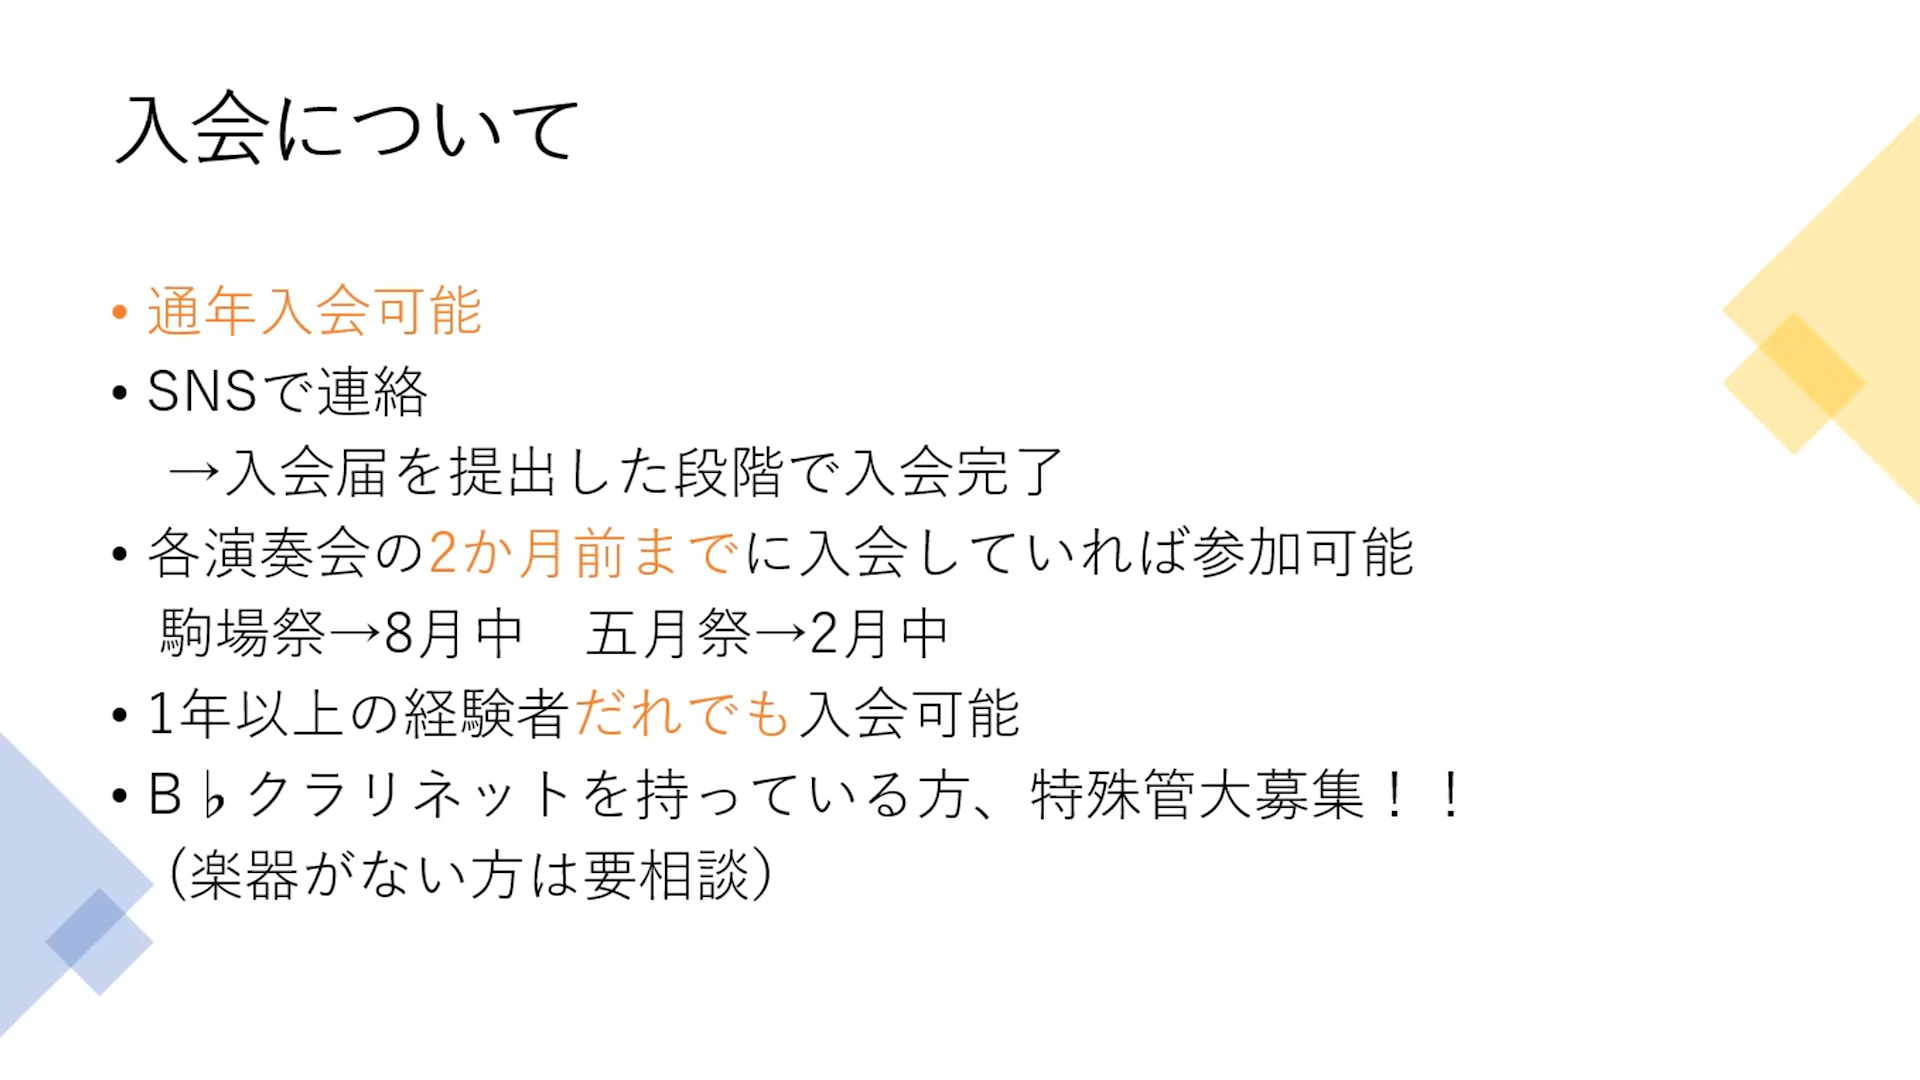 入会について
• 通年入会可能
• SNSで連絡
→入会届を提出した段階で入会完了
• 各演奏会の2か月前までに入会していれば参加可能
駒場祭→8月中　五月祭→2月中
• 1年以上の経験者だれでも入会可能
• B♭クラリネットを持っている方、特殊管大募集！！
（楽器がない方は要相談）